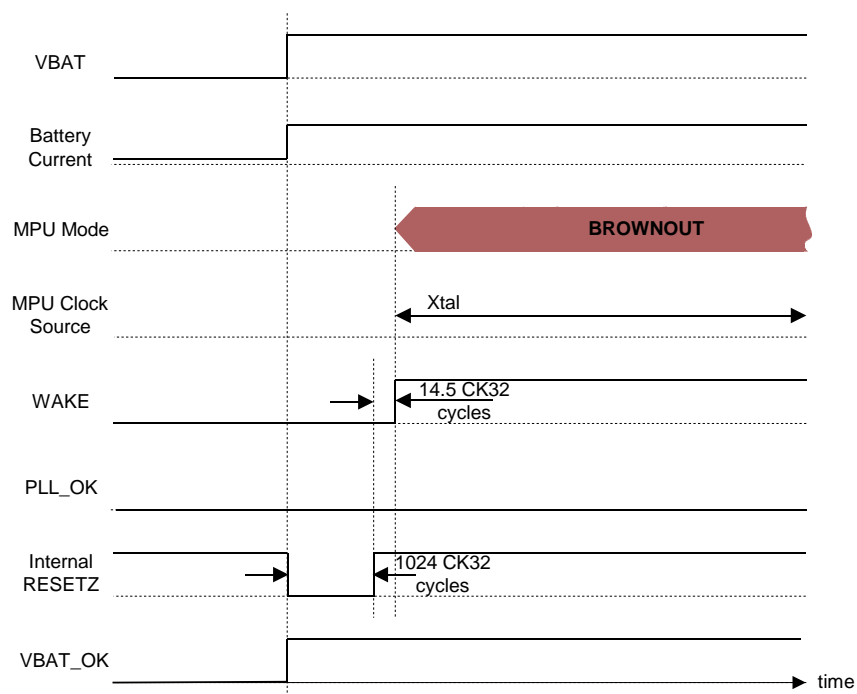 VBAT
Battery
Current
MPU Mode
BROWNOUT
MPU Clock
Source
Xtal
WAKE
14.5 CK32
cycles
PLL_OK
Internal
RESETZ
1024 CK32
cycles
VBAT_OK
time